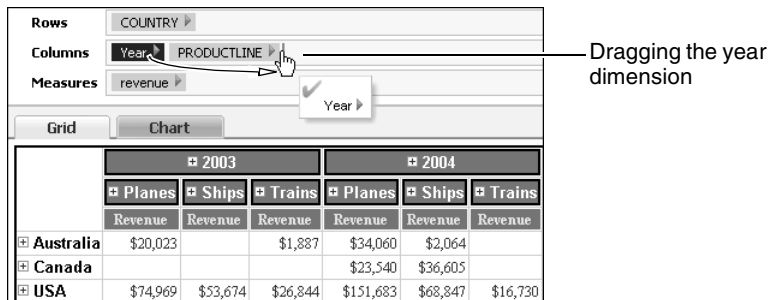 Rows COUNTRY
Columns Year PRODUCTLINE
Dragging the year
dimension
Measures revenue
Year
Grid Chart
2003 2004
Planes Ships Trains Planes Ships Trains
Revenue Revenue Revenue Revenue Revenue Revenue
Australia $20,023 $1,887 $34,060 $2,064
Canada $23,540 $36,605
USA $74,969 $53,674 $26,844 $151,683 $68,847 $16,730